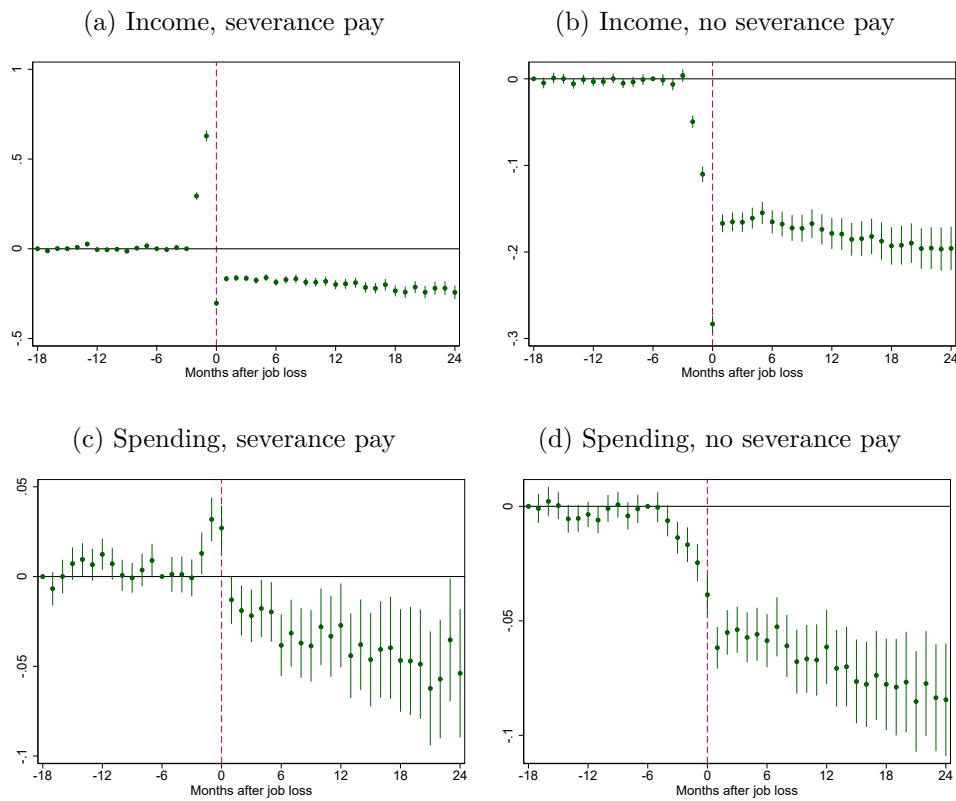 (a) Income, severance pay
(b) Income, no severance pay
1
.5
0
-.5
-18 -12 -6 0 6 12 18 24
Months after job loss
0
-.1
-.2
-.3
-18 -12 -6 0 6 12 18 24
Months after job loss
(c) Spending, severance pay
(d) Spending, no severance pay
.05
0
-.05
-.1
-18 -12 -6 0 6 12 18 24
Months after job loss
0
-.05
-.1
-18 -12 -6 0 6 12 18 24
Months after job loss